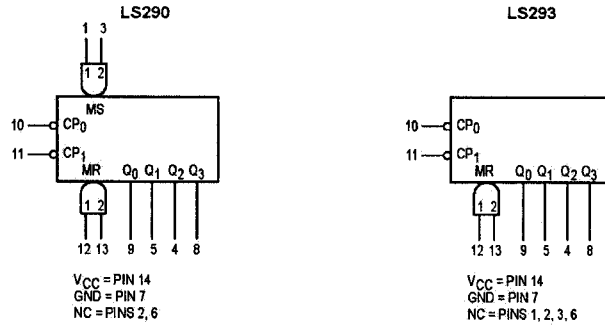 LS290
1 3
1 2
MS
10 CP0
11 CP1
MR Q0 Q1 Q2 Q3
1 2
12 13 9 5 4 8
VCC = PIN 14
GND = PIN 7
NC = PINS 2, 6
LS293
10 CP0
11 CP1
MR Q0 Q1 Q2 Q3
1 2
12 13 9 5 4 8
VCC = PIN 14
GND = PIN 7
NC = PINS 1, 2, 3, 6